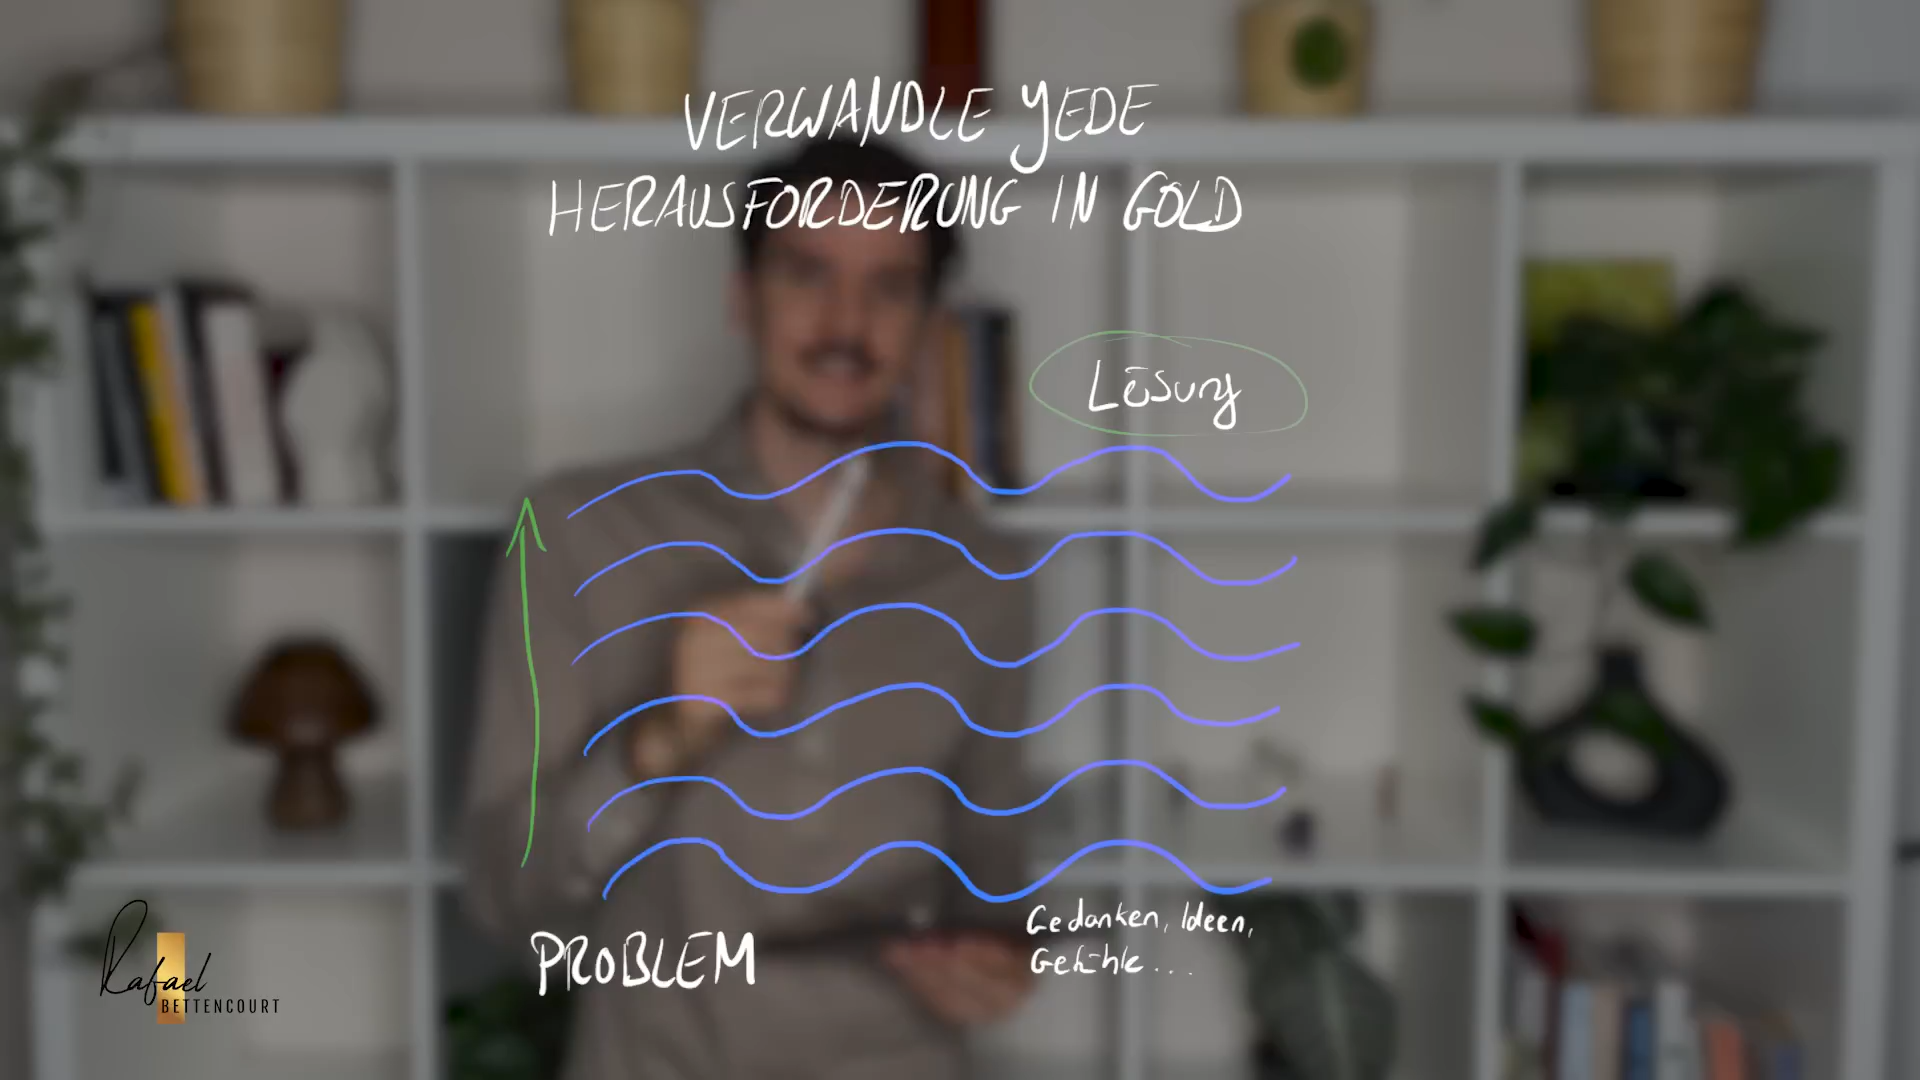 VERWANDLE JEDE
HERAUSFORDERUNG IN GOLD
Lösung
PROBLEM
Gedanken, Ideen,
Gefühle...
Rafael
BETTENCOURT